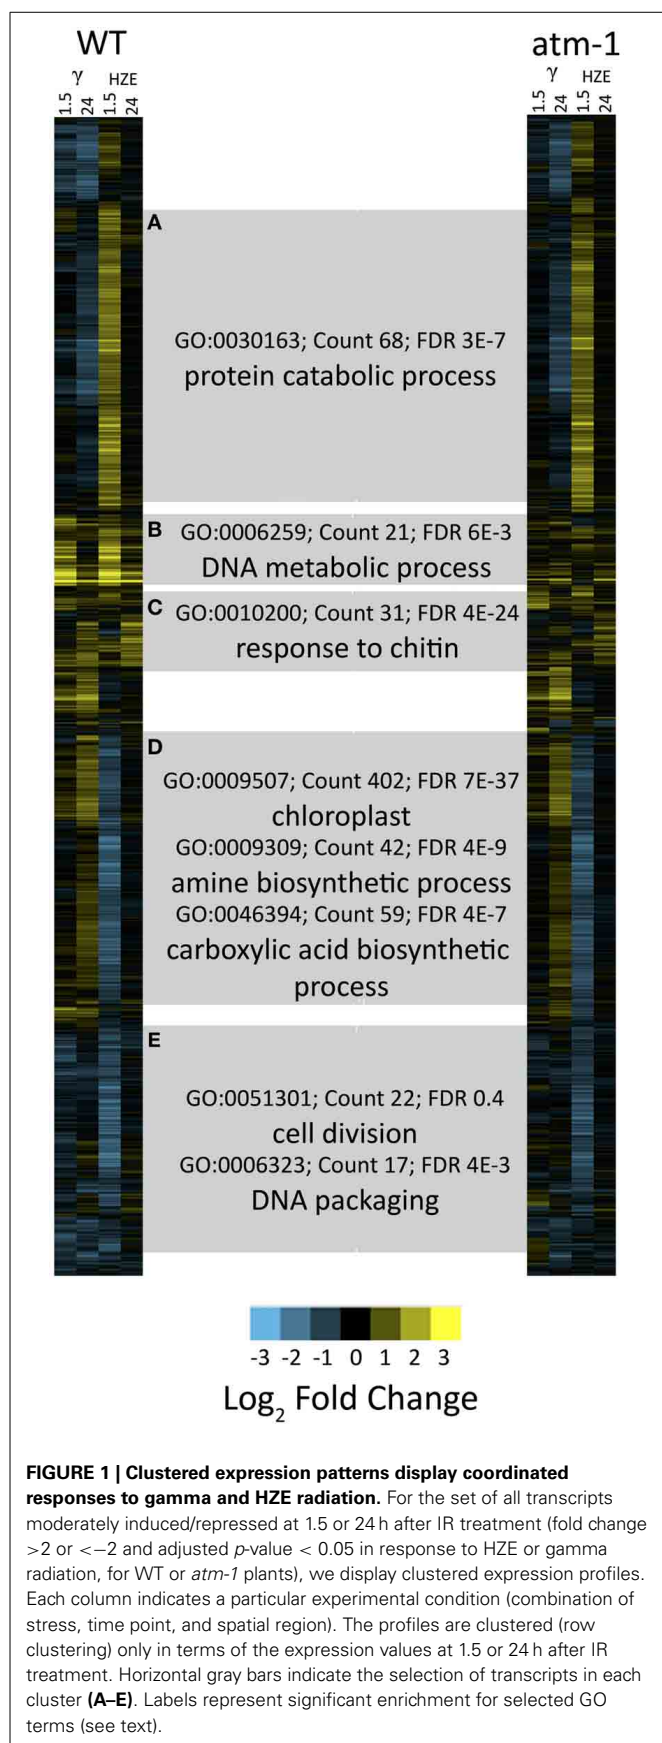 WT
atm-1
γ HZE
γ HZE
1.5 24 1.5 24
1.5 24 1.5 24
A
GO:0030163; Count 68; FDR 3E-7
protein catabolic process
B GO:0006259; Count 21; FDR 6E-3
DNA metabolic process
C GO:0010200; Count 31; FDR 4E-24
response to chitin
D
GO:0009507; Count 402; FDR 7E-37
chloroplast
GO:0009309; Count 42; FDR 4E-9
amine biosynthetic process
GO:0046394; Count 59; FDR 4E-7
carboxylic acid biosynthetic
process
E
GO:0051301; Count 22; FDR 0.4
cell division
GO:0006323; Count 17; FDR 4E-3
DNA packaging
-3 -2 -1 0 1 2 3
Log2 Fold Change
FIGURE 1 | Clustered expression patterns display coordinated
responses to gamma and HZE radiation. For the set of all transcripts
moderately induced/repressed at 1.5 or 24 h after IR treatment (fold change
>2 or <−2 and adjusted p-value < 0.05 in response to HZE or gamma
radiation, for WT or atm-1 plants), we display clustered expression profiles.
Each column indicates a particular experimental condition (combination of
stress, time point, and spatial region). The profiles are clustered (row
clustering) only in terms of the expression values at 1.5 or 24 h after IR
treatment. Horizontal gray bars indicate the selection of transcripts in each
cluster (A–E). Labels represent significant enrichment for selected GO
terms (see text).